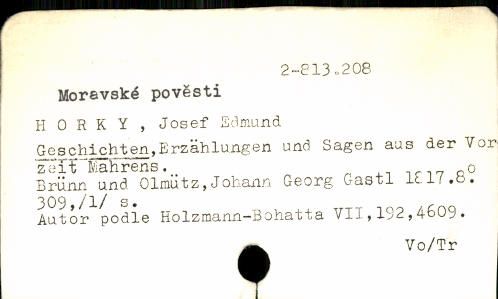 2-813.208
Moravské pověsti
H O R K Y , Josef Edmund
Geschichten,Erzählungen und Sagen aus der Vor
zeit Mährens.
Brünn und Olmütz,Johann Georg Gastl 1817.8°.
309,/1/ s.
Autor podle Holzmann-Bohatta VII,192,4609.
Vo/Tr